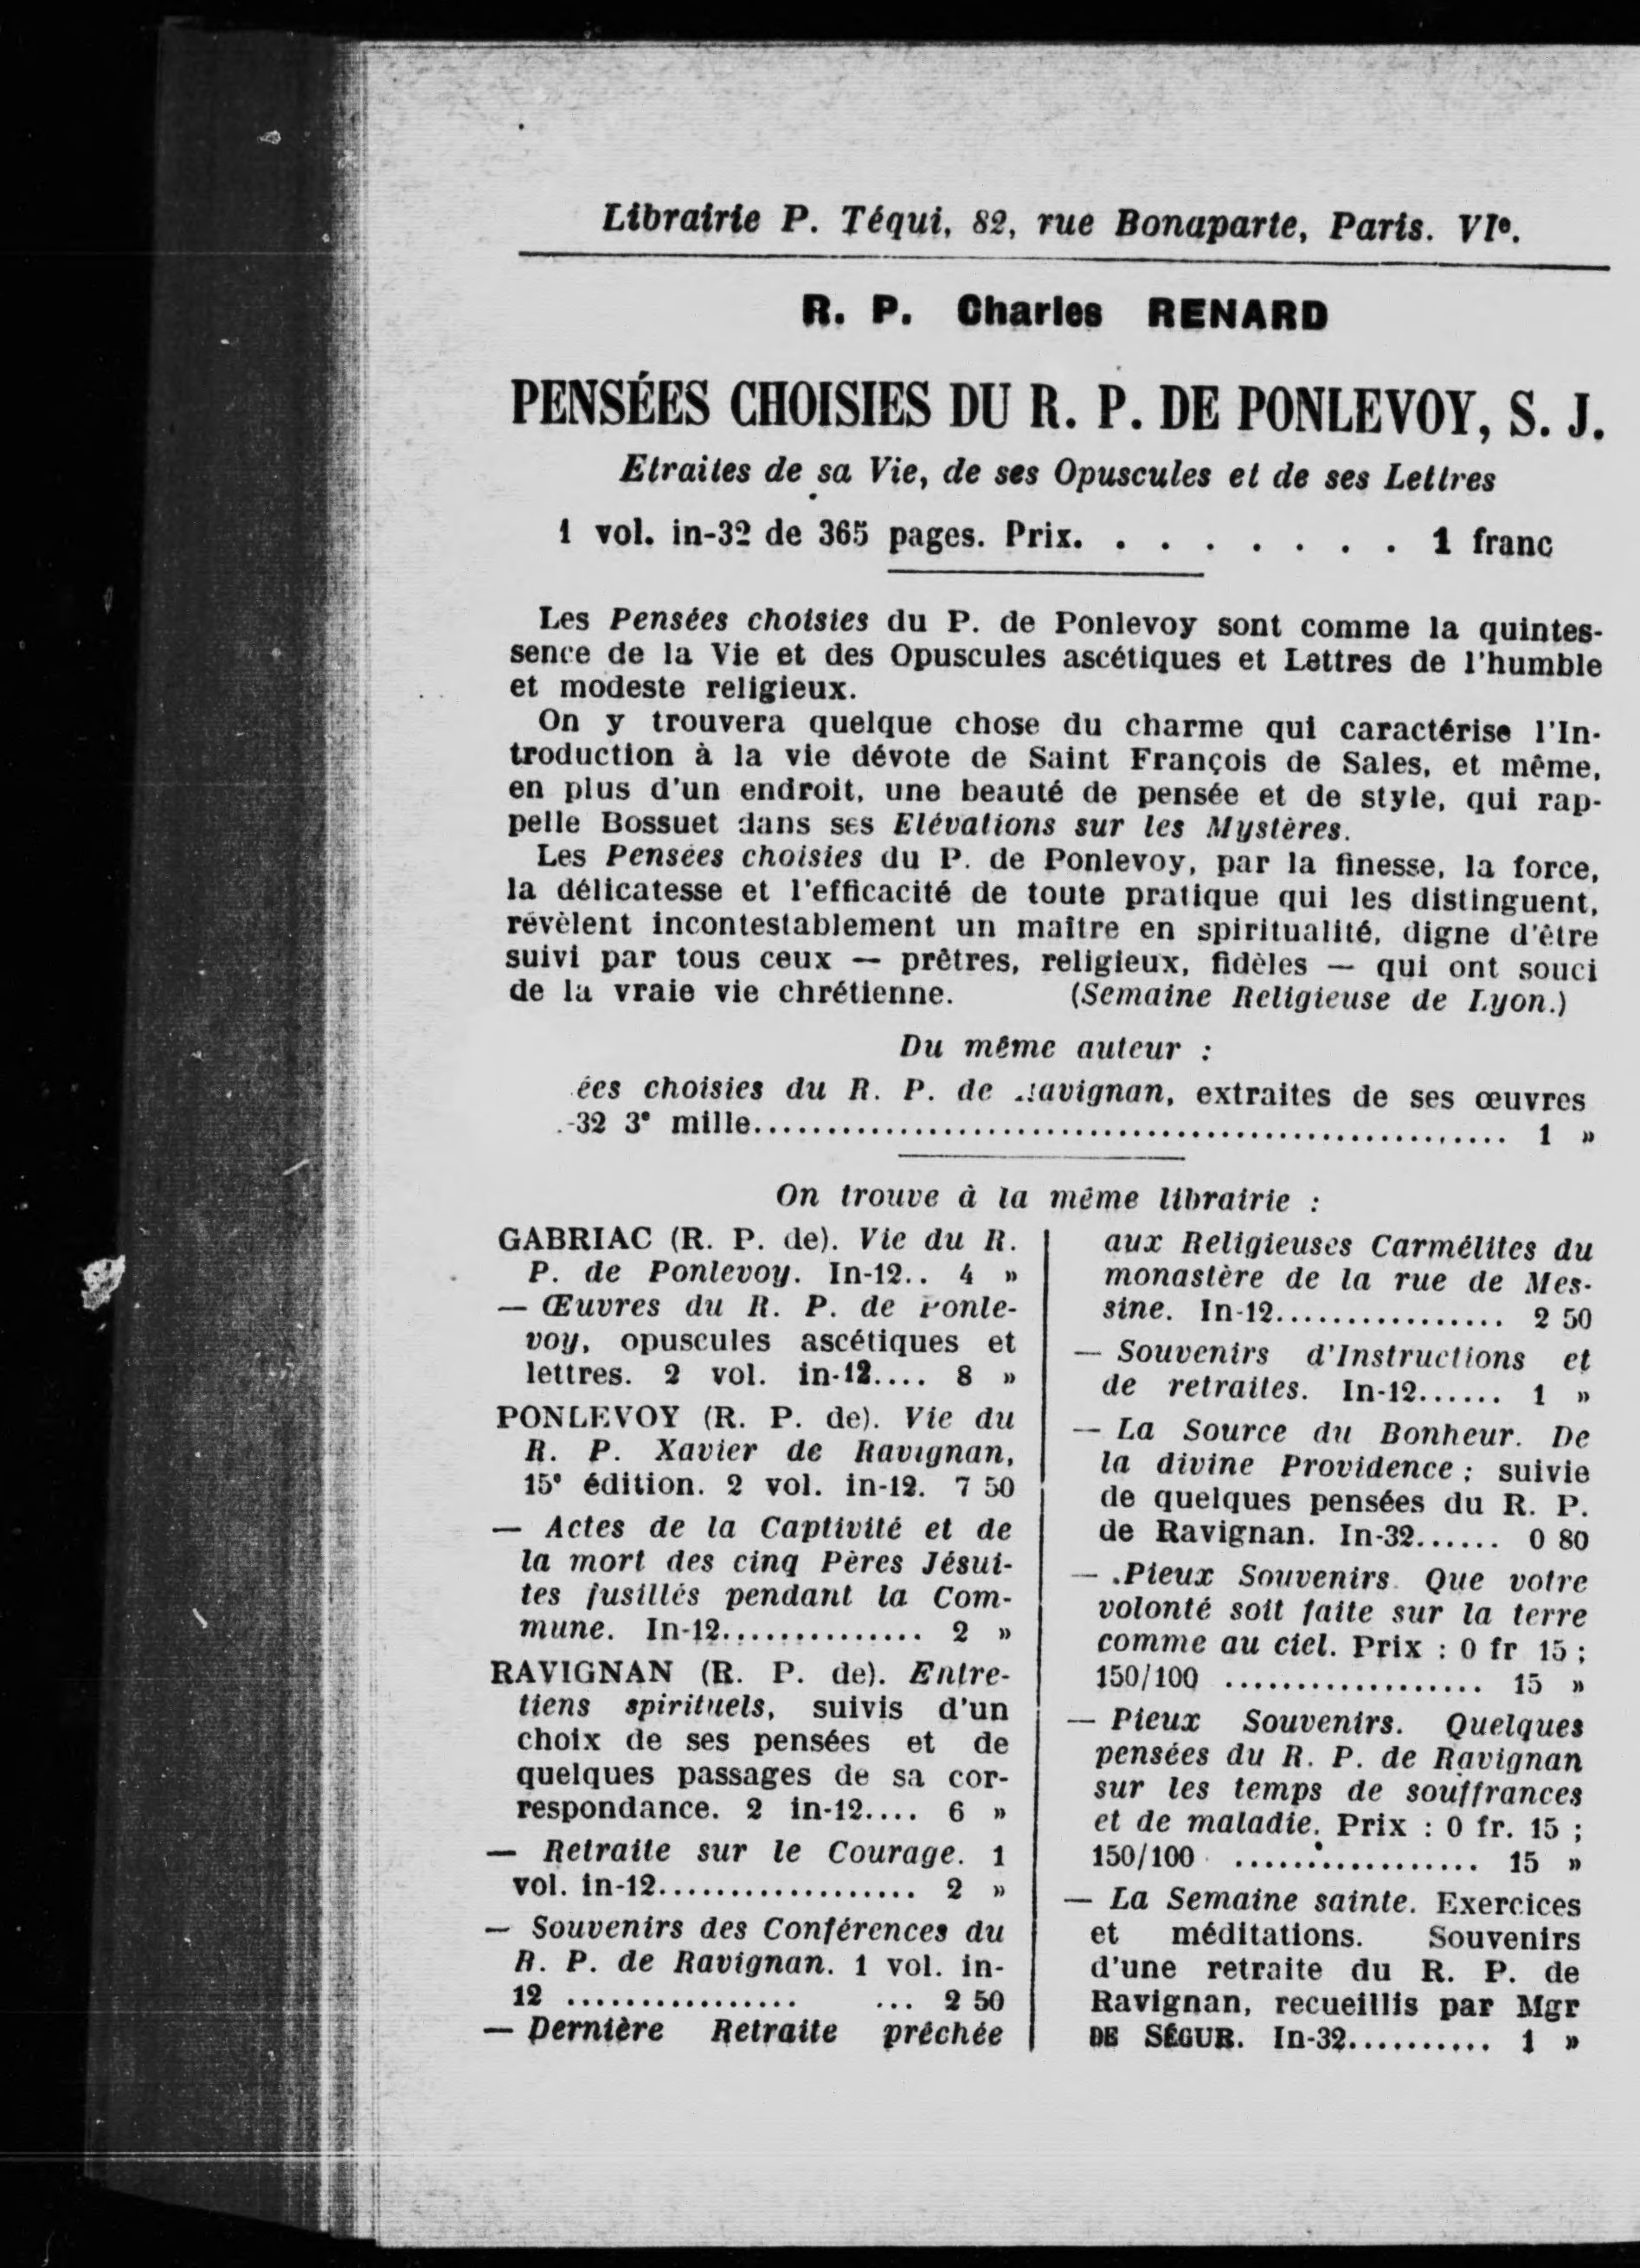 Librairie P. Téqui, 82, rue Bonaparte, Paris. VIe.
R. P. Charles RENARD
PENSÉES CHOISIES DU R. P. DE PONLEVOY, S. J.
Etraites de sa Vie, de ses Opuscules et de ses Lettres
1 vol. in-32 de 365 pages. Prix. . . . . . . . 1 franc
Les Pensées choisies du P. de Ponlevoy sont comme la quintes-
sence de la Vie et des Opuscules ascétiques et Lettres de l'humble
et modeste religieux.
On y trouvera quelque chose du charme qui caractérise l'In-
troduction à la vie dévote de Saint François de Sales, et même,
en plus d'un endroit, une beauté de pensée et de style, qui rap-
pelle Bossuet dans ses Elévations sur les Mystères.
Les Pensées choisies du P. de Ponlevoy, par la finesse, la force,
la délicatesse et l'efficacité de toute pratique qui les distinguent,
révèlent incontestablement un maître en spiritualité, digne d'être
suivi par tous ceux — prêtres, religieux, fidèles — qui ont souci
de la vraie vie chrétienne. (Semaine Religieuse de Lyon.)
Du même auteur :
ées choisies du R. P. de avignan, extraites de ses œuvres
-32 3e mille.................................................. 1 »
On trouve à la même librairie :
GABRIAC (R. P. de). Vie du R.
P. de Ponlevoy. In-12.. 4 »
— Œuvres du R. P. de Ponle-
voy, opuscules ascétiques et
lettres. 2 vol. in-12.... 8 »
PONLEVOY (R. P. de). Vie du
R. P. Xavier de Ravignan,
15e édition. 2 vol. in-12. 7 50
— Actes de la Captivité et de
la mort des cinq Pères Jésui-
tes fusillés pendant la Com-
mune. In-12.............. 2 »
RAVIGNAN (R. P. de). Entre-
tiens spirituels, suivis d'un
choix de ses pensées et de
quelques passages de sa cor-
respondance. 2 in-12.... 6 »
— Retraite sur le Courage. 1
vol. in-12.................. 2 »
— Souvenirs des Conférences du
R. P. de Ravignan. 1 vol. in-
12 ................ ... 2 50
— Dernière Retraite prêchée
aux Religieuses Carmélites du
monastère de la rue de Mes-
sine. In-12................ 2 50
— Souvenirs d'Instructions et
de retraites. In-12...... 1 »
— La Source du Bonheur. De
la divine Providence ; suivie
de quelques pensées du R. P.
de Ravignan. In-32...... 0 80
— Pieux Souvenirs. Que votre
volonté soit faite sur la terre
comme au ciel. Prix : 0 fr 15 ;
150/100 .................. 15 »
— Pieux Souvenirs. Quelques
pensées du R. P. de Ravignan
sur les temps de souffrances
et de maladie. Prix : 0 fr. 15 ;
150/100 ................. 15 »
— La Semaine sainte. Exercices
et méditations. Souvenirs
d'une retraite du R. P. de
Ravignan, recueillis par Mgr
DE SÉGUR. In-32.......... 1 »